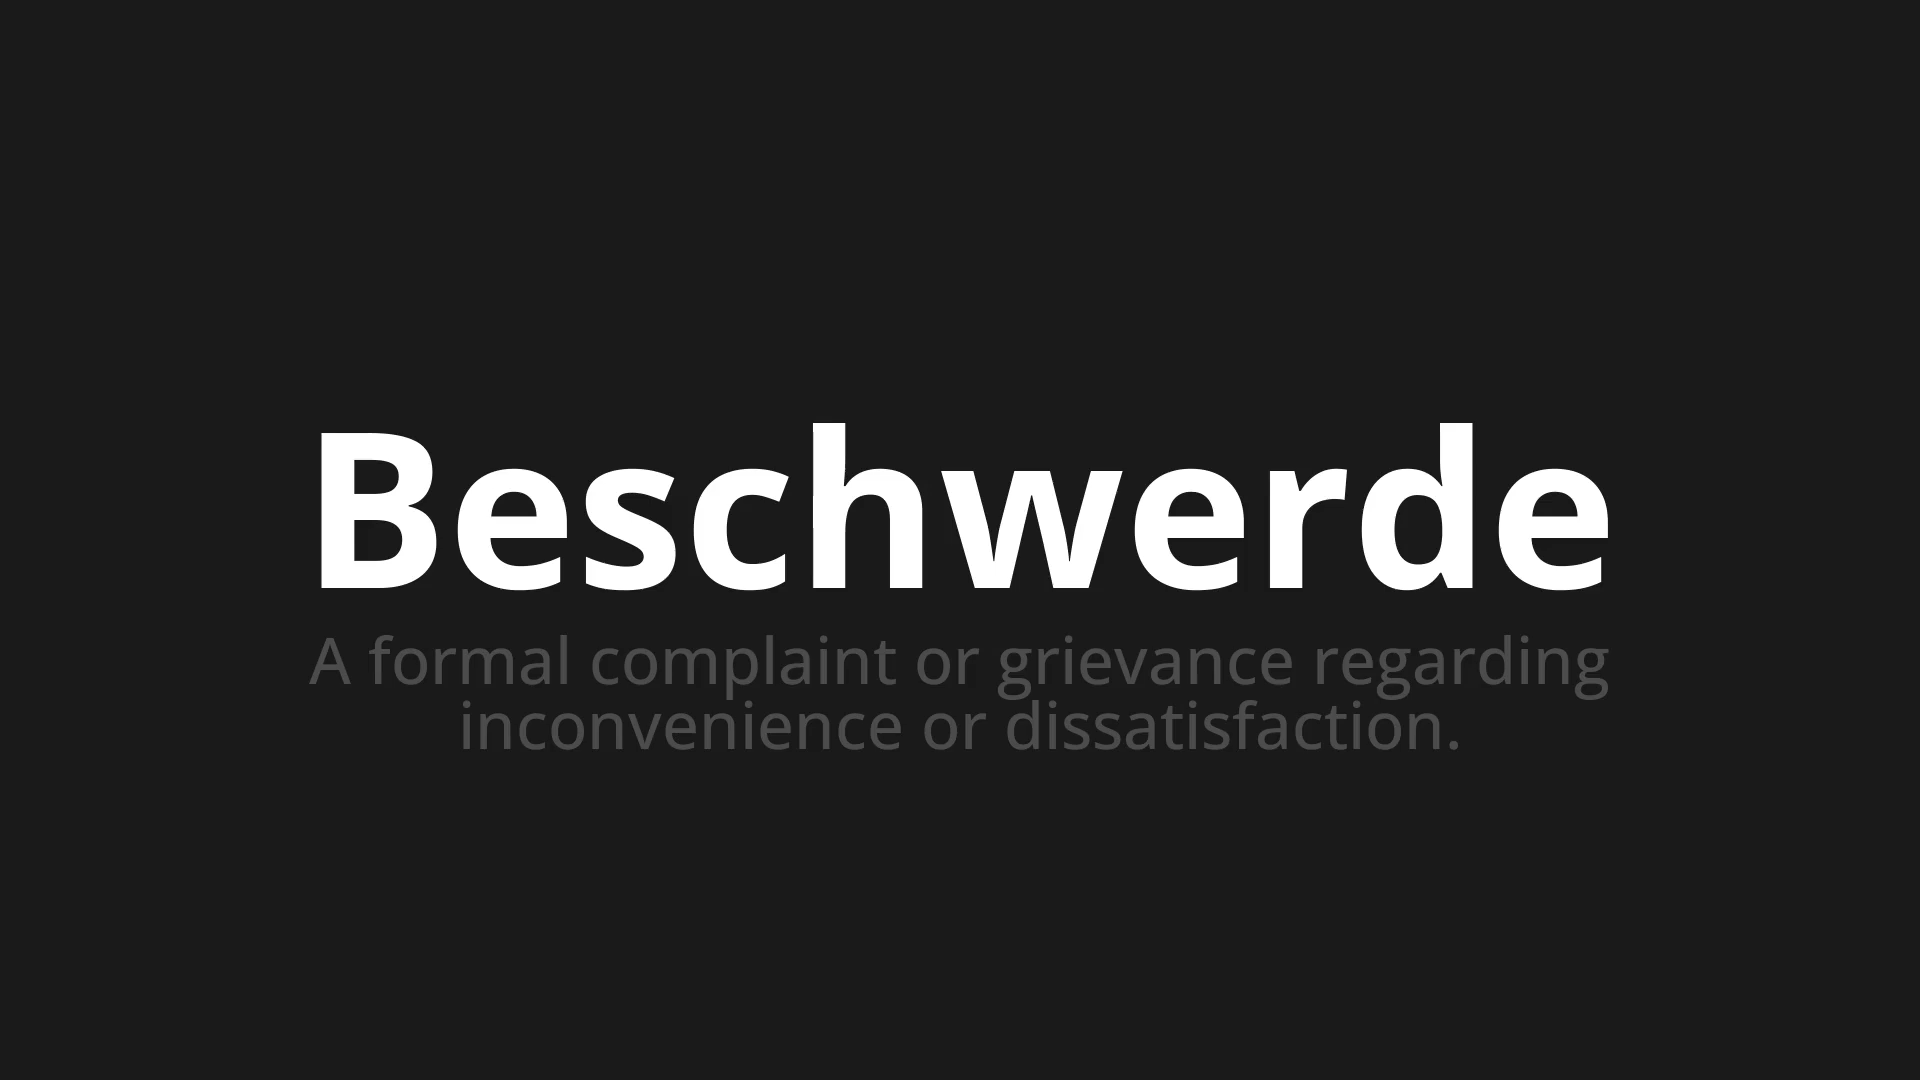 Beschwerde
A formal complaint or grievance regarding
inconvenience or dissatisfaction.